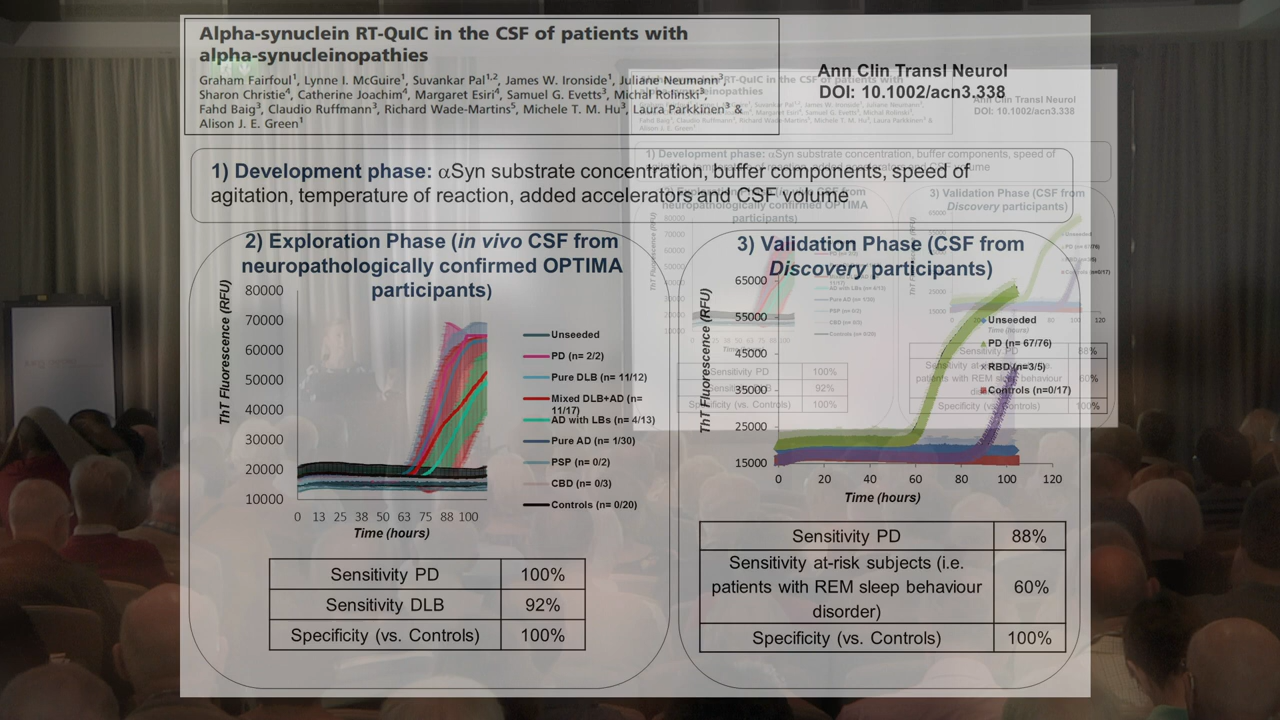 Alpha-synuclein RT-QuIC in the CSF of patients with
alpha-synucleinopathies
Graham Fairfoul¹, Lynne I. McGuire¹, Suvankar Pal¹,², James W. Ironside¹, Juliane Neumann³,
Sharon Christie⁴, Catherine Joachim⁴, Margaret Esiri⁴, Samuel G. Evetts³, Michal Rolinski³,
Fahd Baig³, Claudio Ruffmann³, Richard Wade-Martins⁵, Michele T. M. Hu³, Laura Parkkinen³ &
Alison J. E. Green¹
Ann Clin Transl Neurol
DOI: 10.1002/acn3.338
1) Development phase: αSyn substrate concentration, buffer components, speed of
agitation, temperature of reaction, added accelerators and CSF volume
2) Exploration Phase (in vivo CSF from
neuropathologically confirmed OPTIMA
participants)
ThT Fluorescence (RFU)
80000
70000
60000
50000
40000
30000
20000
10000
0 13 25 38 50 63 75 88 100
Time (hours)
Unseeded
PD (n= 2/2)
Pure DLB (n= 11/12)
Mixed DLB+AD (n=
11/17)
AD with LBs (n= 4/13)
Pure AD (n= 1/30)
PSP (n= 0/2)
CBD (n= 0/3)
Controls (n= 0/20)
Sensitivity PD 100%
Sensitivity DLB 92%
Specificity (vs. Controls) 100%
3) Validation Phase (CSF from
Discovery participants)
ThT Fluorescence (RFU)
65000
55000
45000
35000
25000
15000
0 20 40 60 80 100 120
Time (hours)
Unseeded
PD (n= 67/76)
RBD (n=3/5)
Controls (n=0/17)
Sensitivity PD 88%
Sensitivity at-risk subjects (i.e.
patients with REM sleep behaviour
disorder) 60%
Specificity (vs. Controls) 100%